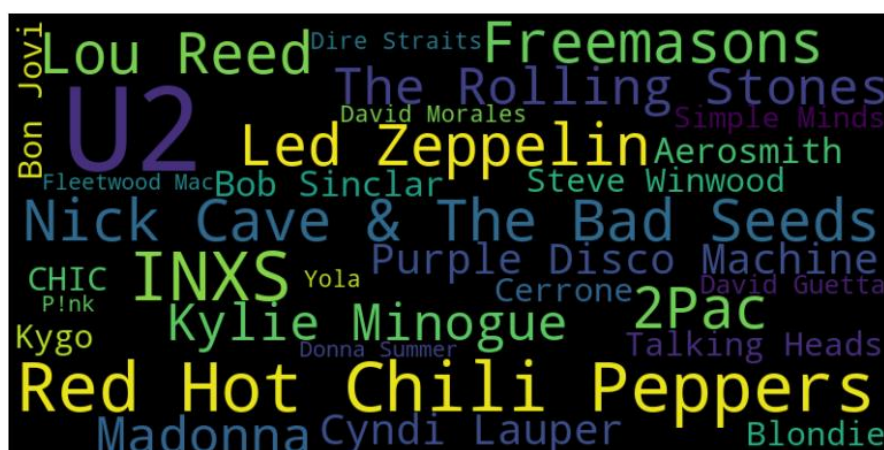 Bon Jovi
Lou Reed
Dire Straits
Freemasons
The Rolling Stones
U2
David Morales
Simple Minds
Led Zeppelin
Aerosmith
Fleetwood Mac
Bob Sinclar
Steve Winwood
Nick Cave & The Bad Seeds
INXS
Purple Disco Machine
CHIC
Yola
Cerrone
David Guetta
P!nk
2Pac
Kylie Minogue
Kygo
Donna Summer
Talking Heads
Red Hot Chili Peppers
Madonna
Cyndi Lauper
Blondie